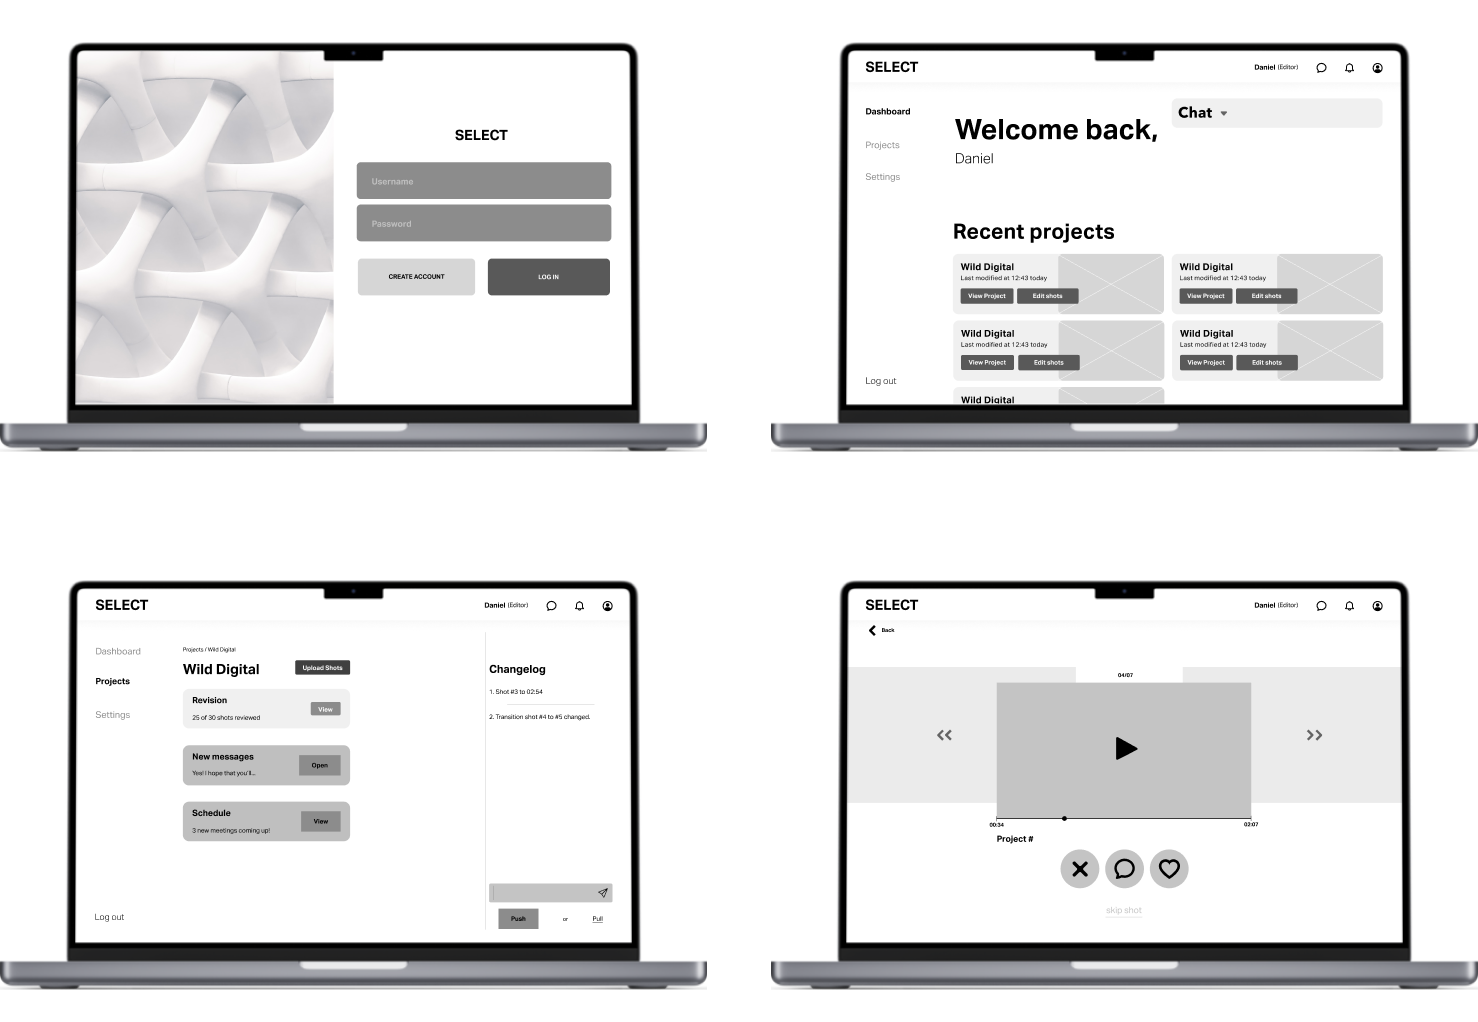 SELECT
Username
Password
CREATE ACCOUNT
LOG IN
SELECT
Daniel (Editor)
Dashboard
Projects
Settings
Log out
Welcome back,
Daniel
Chat
Recent projects
Wild Digital
Last modified at 12:43 today
View Project
Edit shots
Wild Digital
Last modified at 12:43 today
View Project
Edit shots
Wild Digital
Last modified at 12:43 today
View Project
Edit shots
Wild Digital
Last modified at 12:43 today
View Project
Edit shots
Wild Digital
SELECT
Daniel (Editor)
Dashboard
Projects
Settings
Log out
Projects / Wild Digital
Wild Digital
Upload Shots
Revision
25 of 30 shots reviewed
View
New messages
Yes! I hope that you'll...
Open
Schedule
3 new meetings coming up!
View
Changelog
1. Shot #3 to 02:54
2. Transition shot #4 to #5 changed.
Push
or
Pull
SELECT
Daniel (Editor)
Back
04/07
00:34
02:07
Project #
skip shot